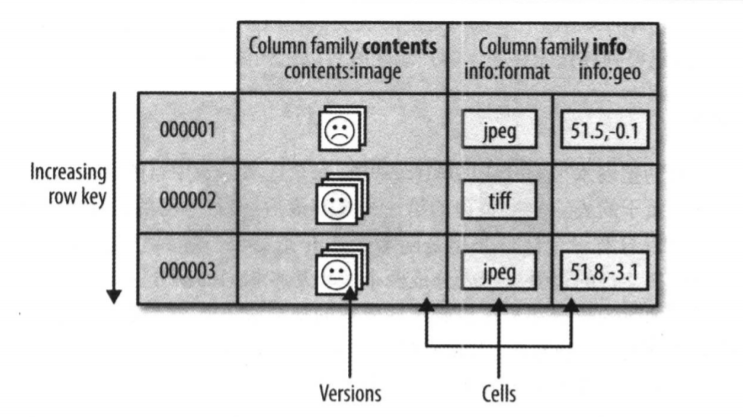 Column family contents
contents:image
Column family info
info:format info:geo
000001
jpeg
51.5,-0.1
Increasing
row key
000002
tiff
000003
jpeg
51.8,-3.1
Versions
Cells